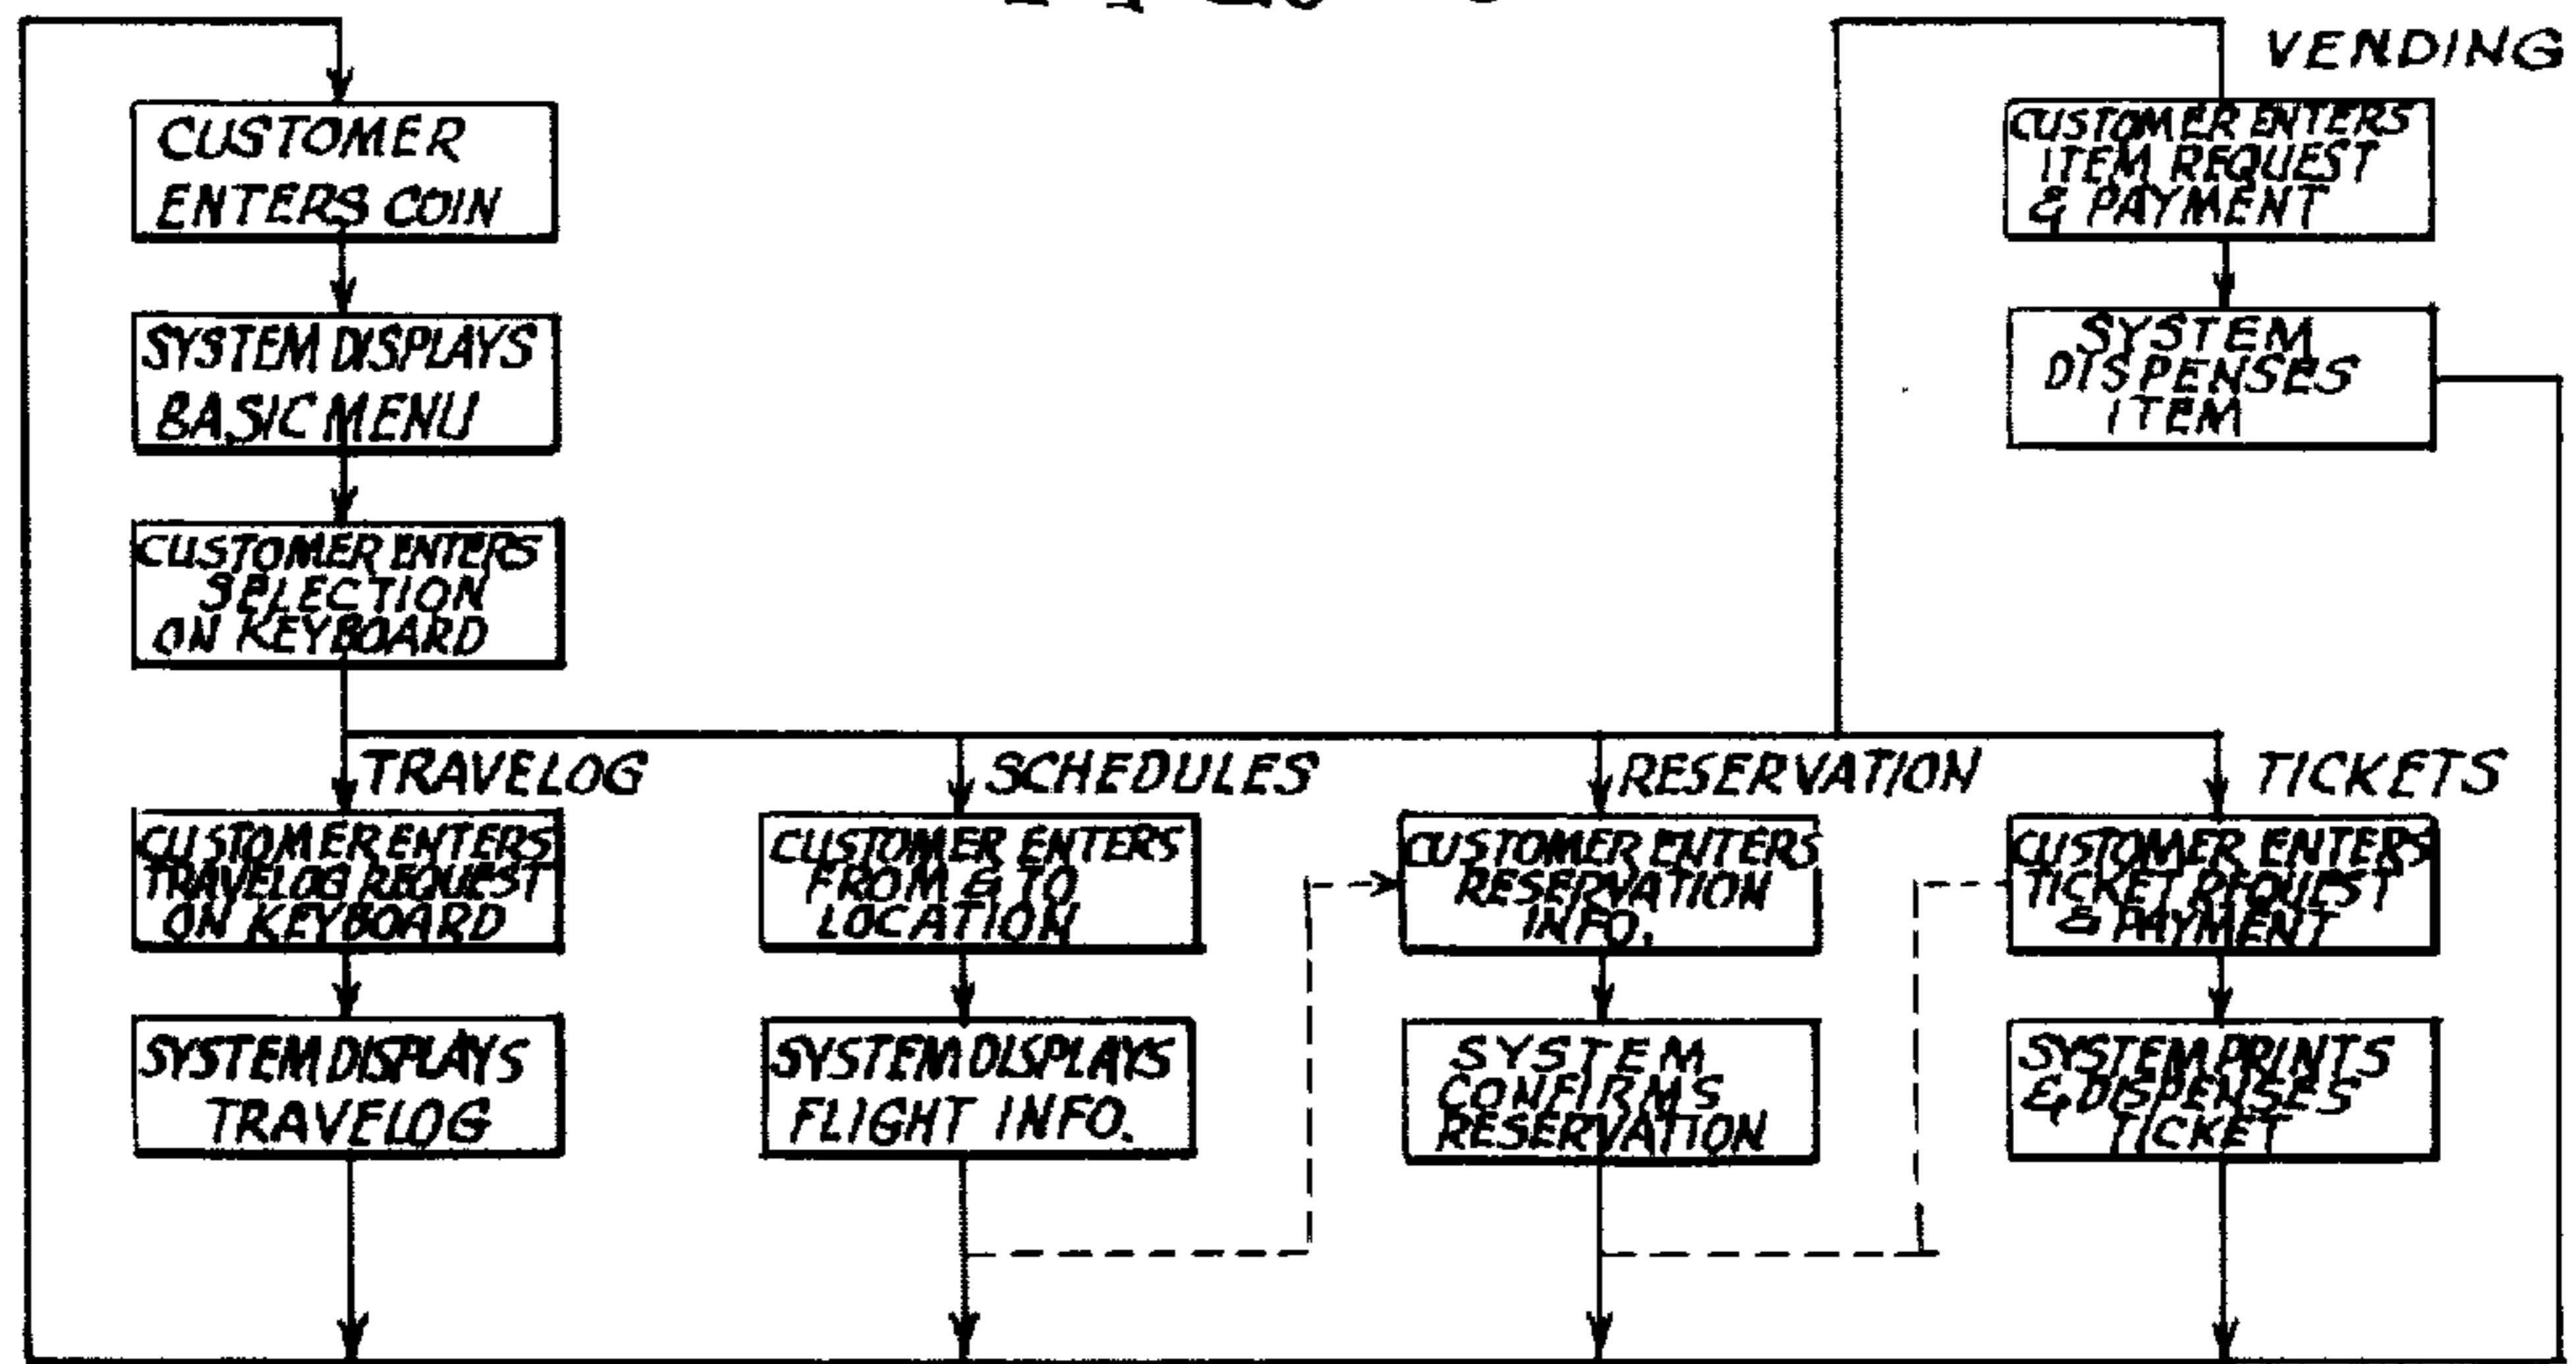 VENDING
CUSTOMER
ENTERS COIN
CUSTOMER ENTERS
ITEM REQUEST
& PAYMENT
SYSTEM DISPLAYS
BASIC MENU
SYSTEM
DISPENSES
ITEM
CUSTOMER ENTERS
SELECTION
ON KEYBOARD
TRAVELOG
SCHEDULES
RESERVATION
TICKETS
CUSTOMER ENTERS
TRAVELOG REQUEST
ON KEYBOARD
CUSTOMER ENTERS
FROM & TO
LOCATION
CUSTOMER ENTERS
RESERVATION
INFO.
CUSTOMER ENTERS
TICKET REQUEST
& PAYMENT
SYSTEM DISPLAYS
TRAVELOG
SYSTEM DISPLAYS
FLIGHT INFO.
SYSTEM
CONFIRMS
RESERVATION
SYSTEM PRINTS
& DISPENSES
TICKET